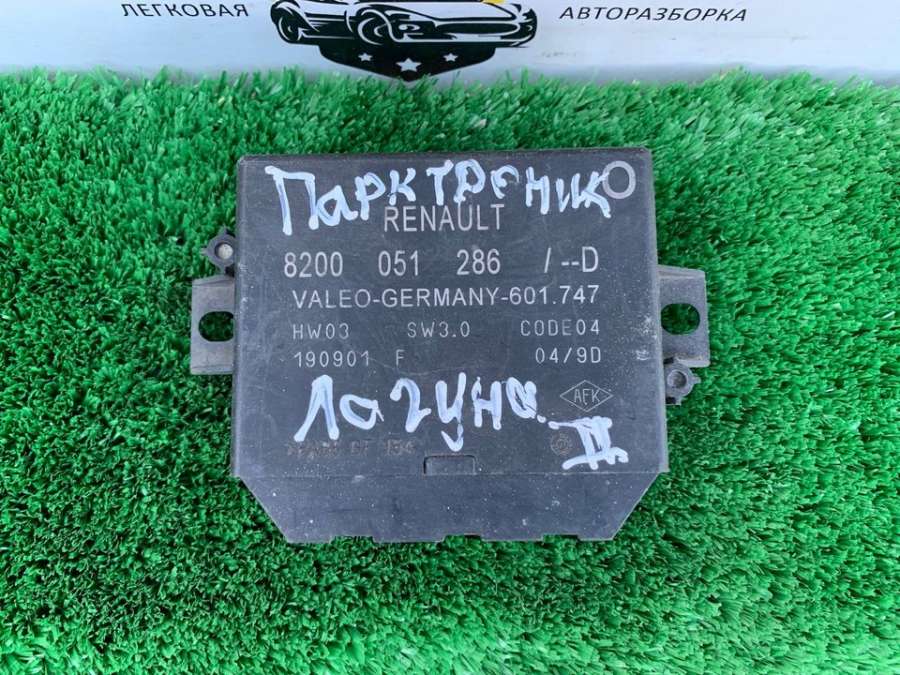 ЛЕГКОВАЯ АВТОРАЗБОРКА
Парктроник
RENAULT
8200 051 286 /--D
VALEO-GERMANY-601.747
HW03 SW3.0 CODE04
190901 F 04/9D
Лагуна
AFK
II